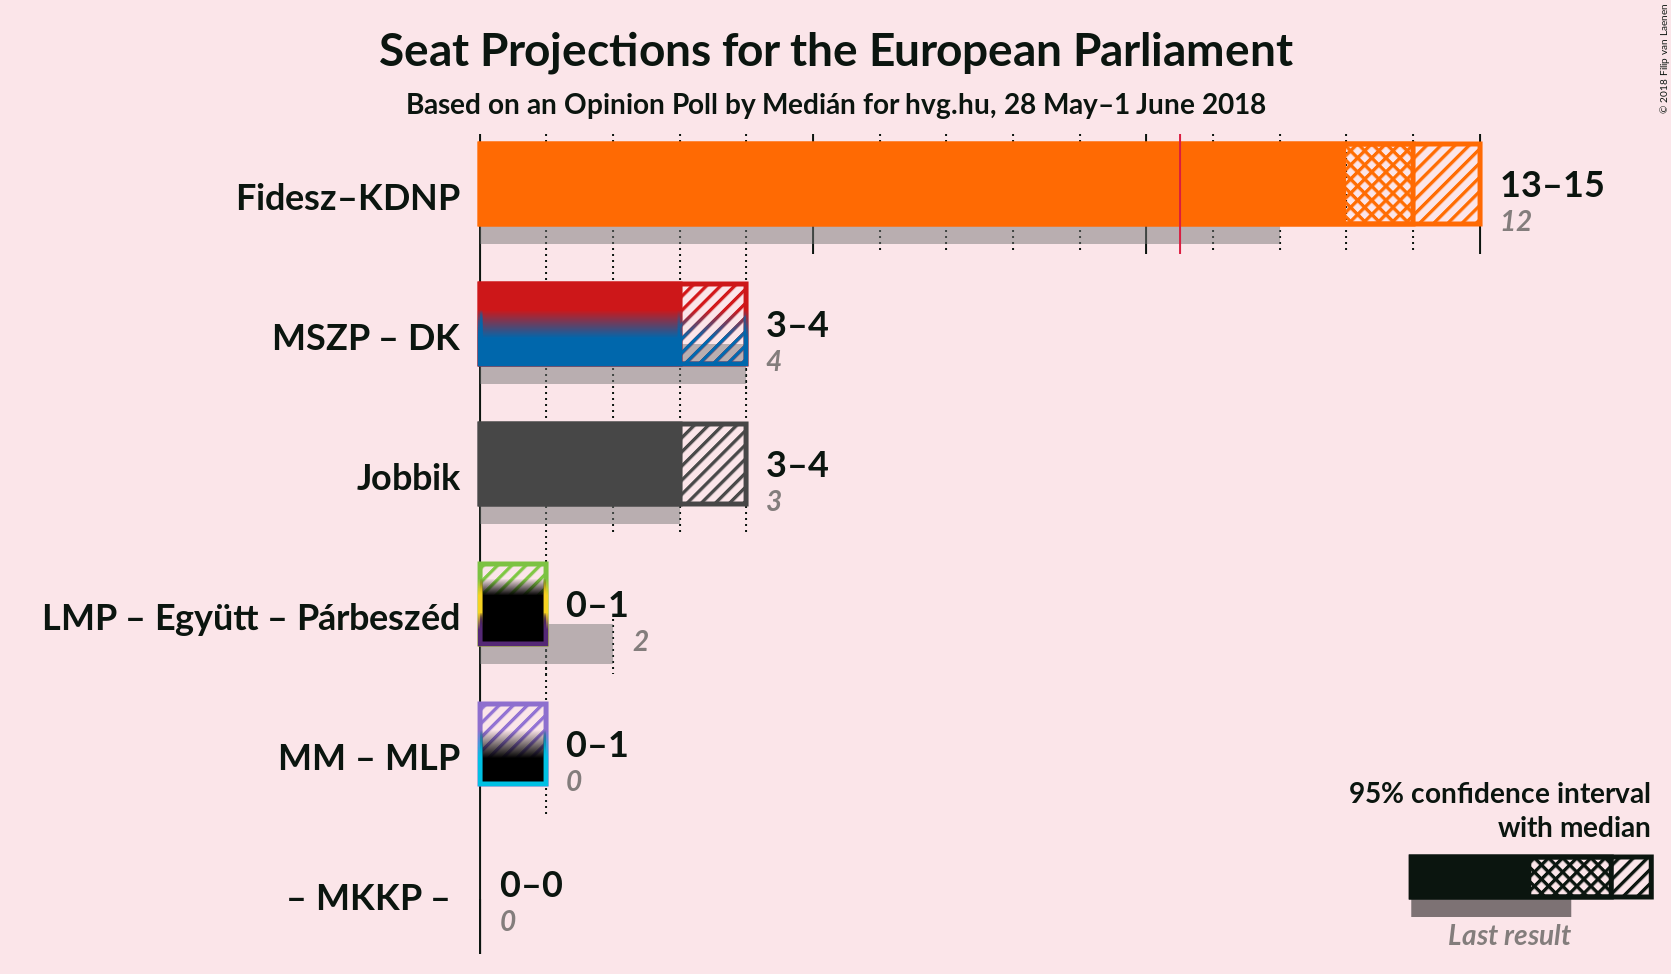 Seat Projections for the European Parliament
Based on an Opinion Poll by Medián for hvg.hu, 28 May–1 June 2018
© 2018 Filip van Laenen
Fidesz–KDNP
13–15
12
MSZP – DK
3–4
4
Jobbik
3–4
3
LMP – Együtt – Párbeszéd
0–1
2
MM – MLP
0–1
0
– MKKP –
0–0
0
95% confidence interval
with median
Last result